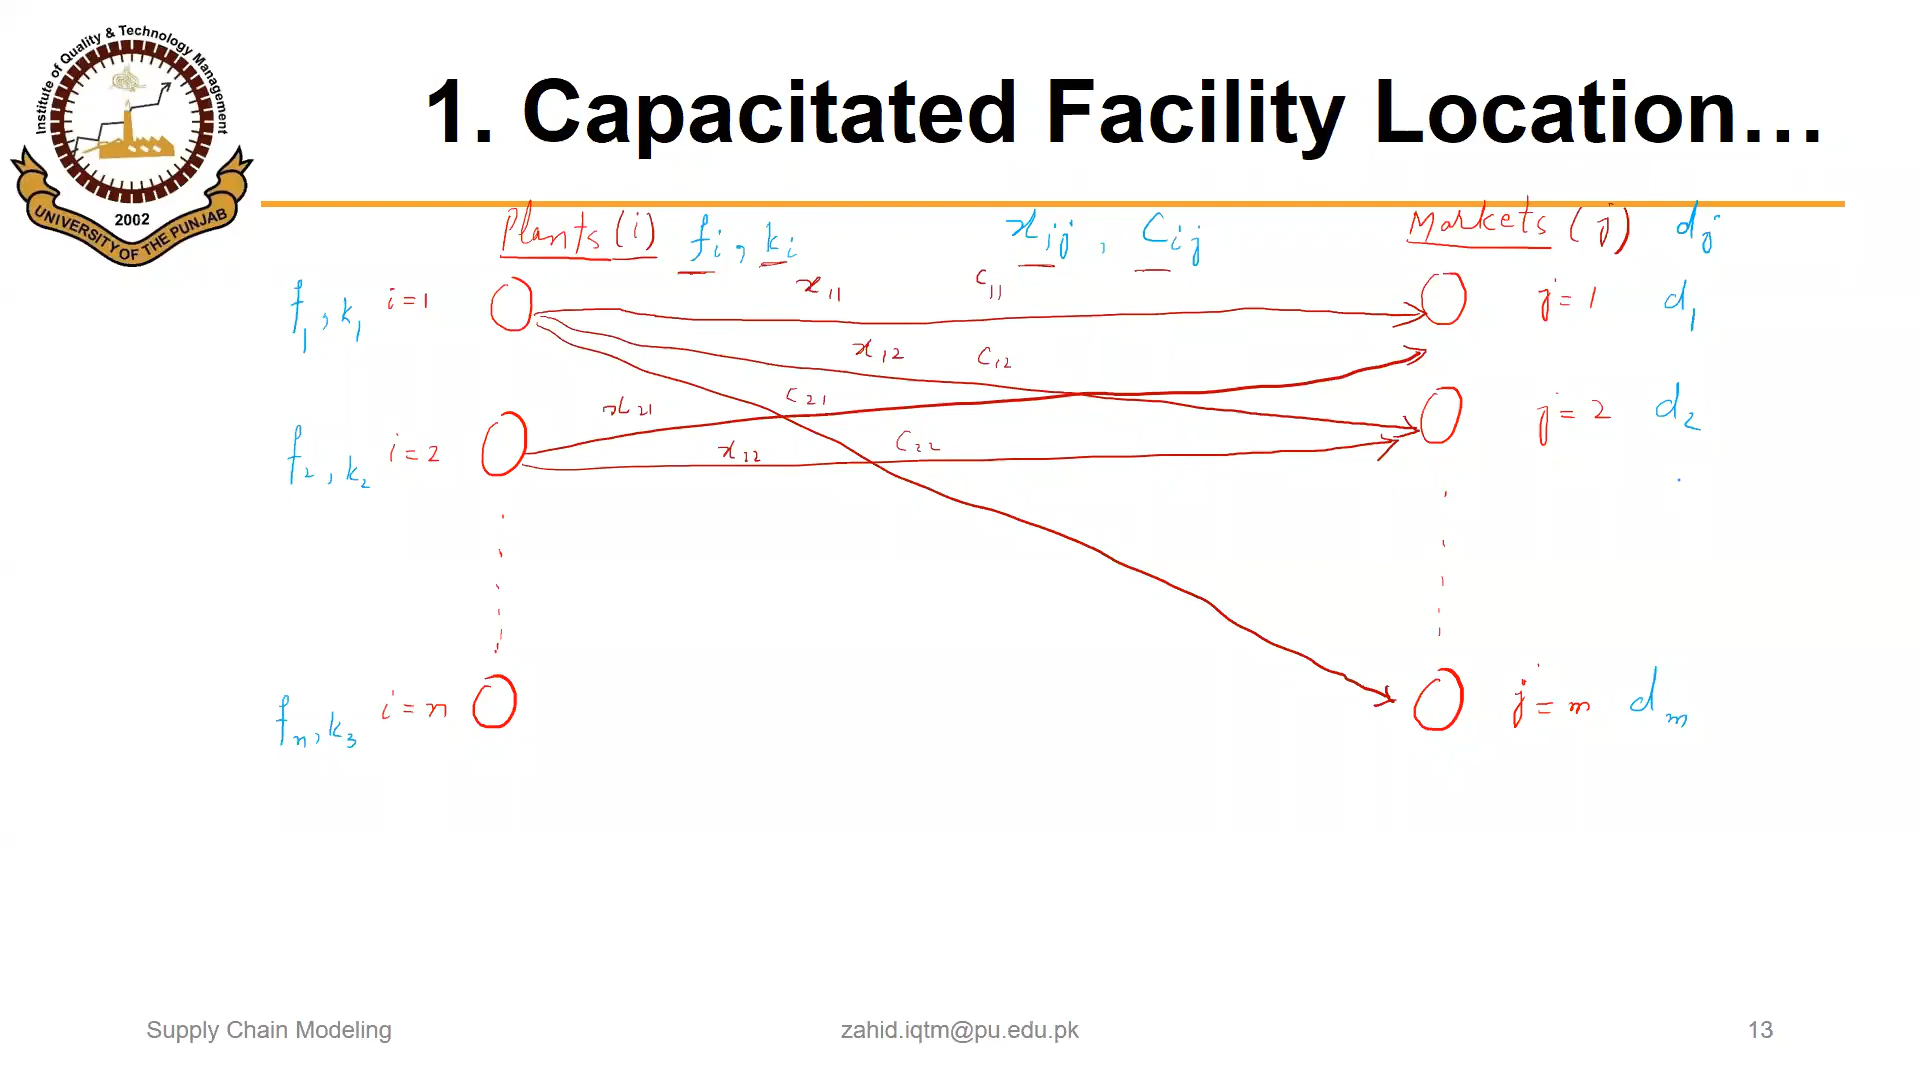 Institute of Quality & Technology Management
2002
UNIVERSITY OF THE PUNJAB
1. Capacitated Facility Location…
Plants (i) fi, ki xij, Cij Markets (j) dj
f1, k1 i=1 x11 C11 j=1 d1
x12 C12
x21 C21
f2, k2 i=2 x22 C22 j=2 d2
fn, k3 i=n j=m dm
Supply Chain Modeling zahid.iqtm@pu.edu.pk 13